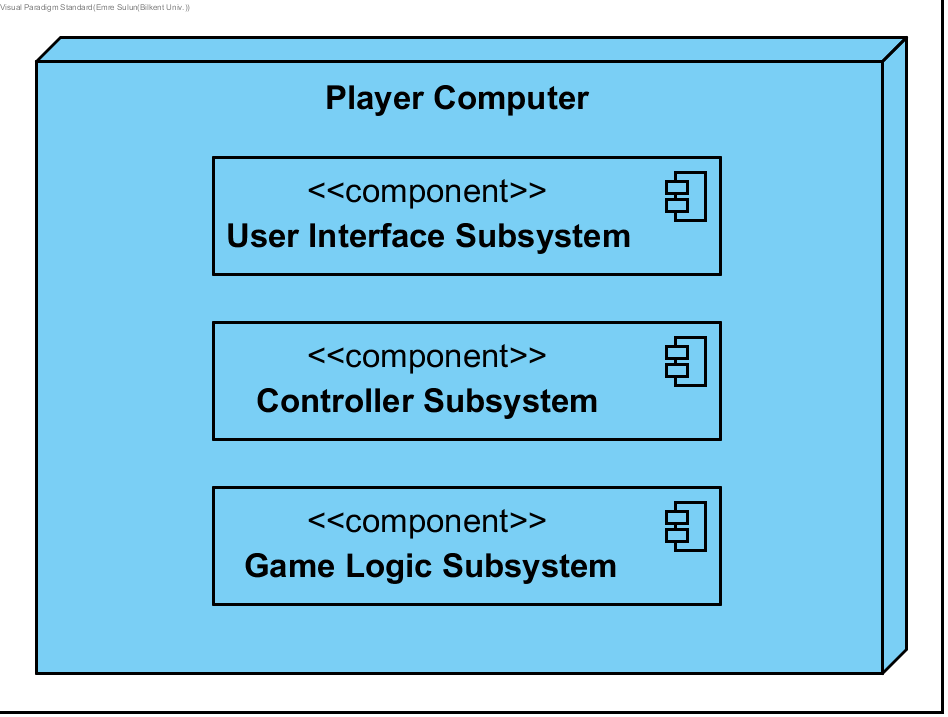 Visual Paradigm Standard(Emre Sulun(Bilkent Univ.))
Player Computer
<<component>>
User Interface Subsystem
<<component>>
Controller Subsystem
<<component>>
Game Logic Subsystem